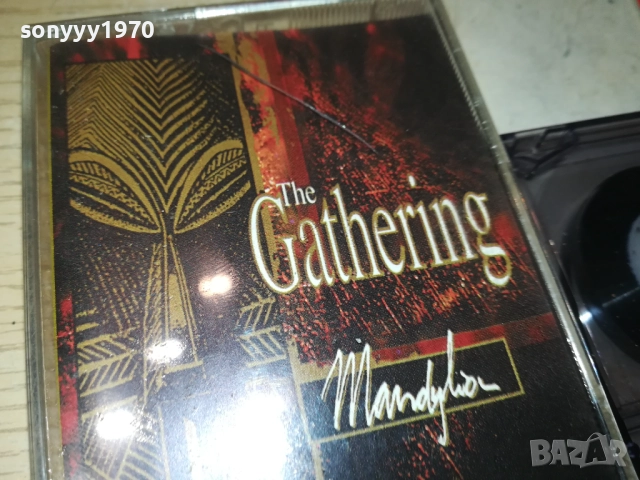 sonyyy1970
The
Gathering
Mandylion
BAZAR